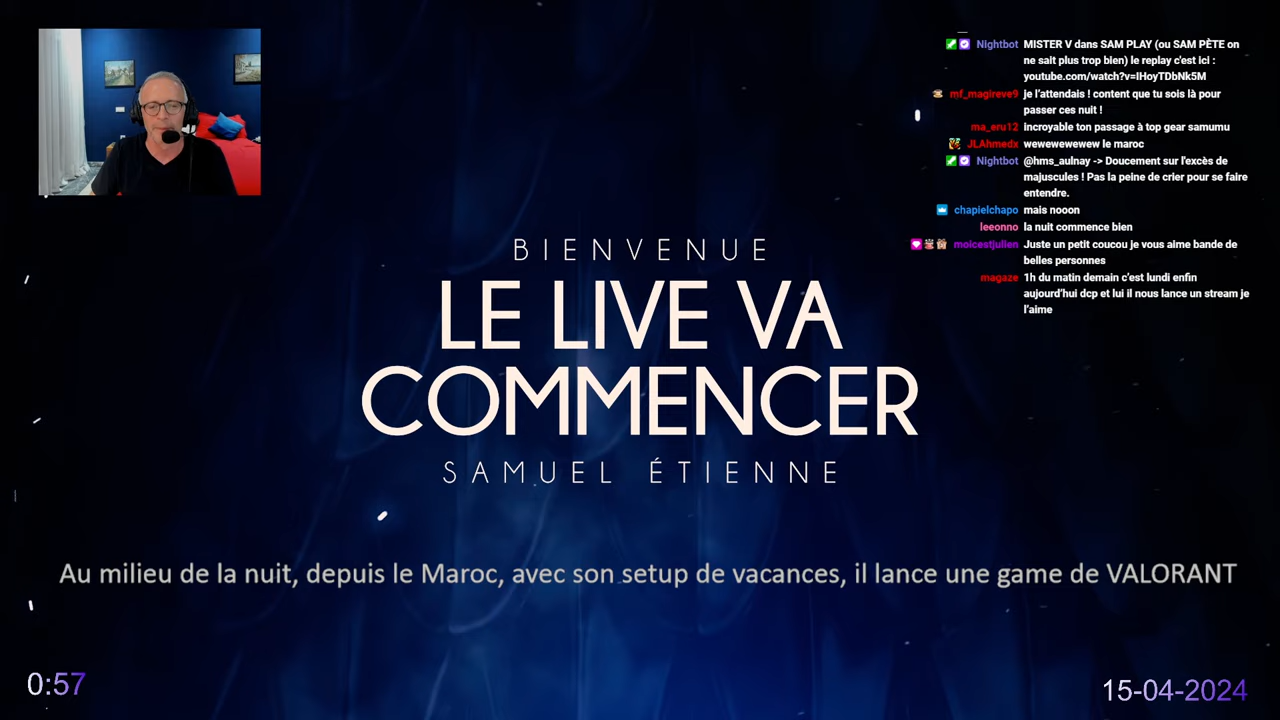 Nightbot MISTER V dans SAM PLAY (ou SAM PÈTE on
ne sait plus trop bien) le replay c'est ici :
youtube.com/watch?v=IHoyTDbNk5M
mf_magireve9 je l'attendais ! content que tu sois là pour
passer ces nuit !
ma_eru12 incroyable ton passage à top gear samumu
JLAhmedx wewewewewew le maroc
Nightbot @hms_aulnay -> Doucement sur l'excès de
majuscules ! Pas la peine de crier pour se faire
entendre.
chapielchapo mais nooon
leeonno la nuit commence bien
moicestjulien Juste un petit coucou je vous aime bande de
belles personnes
magaze 1h du matin demain c'est lundi enfin
aujourd'hui dcp et lui il nous lance un stream je
l'aime
BIENVENUE
LE LIVE VA
COMMENCER
SAMUEL ÉTIENNE
Au milieu de la nuit, depuis le Maroc, avec son setup de vacances, il lance une game de VALORANT
0:57
15-04-2024